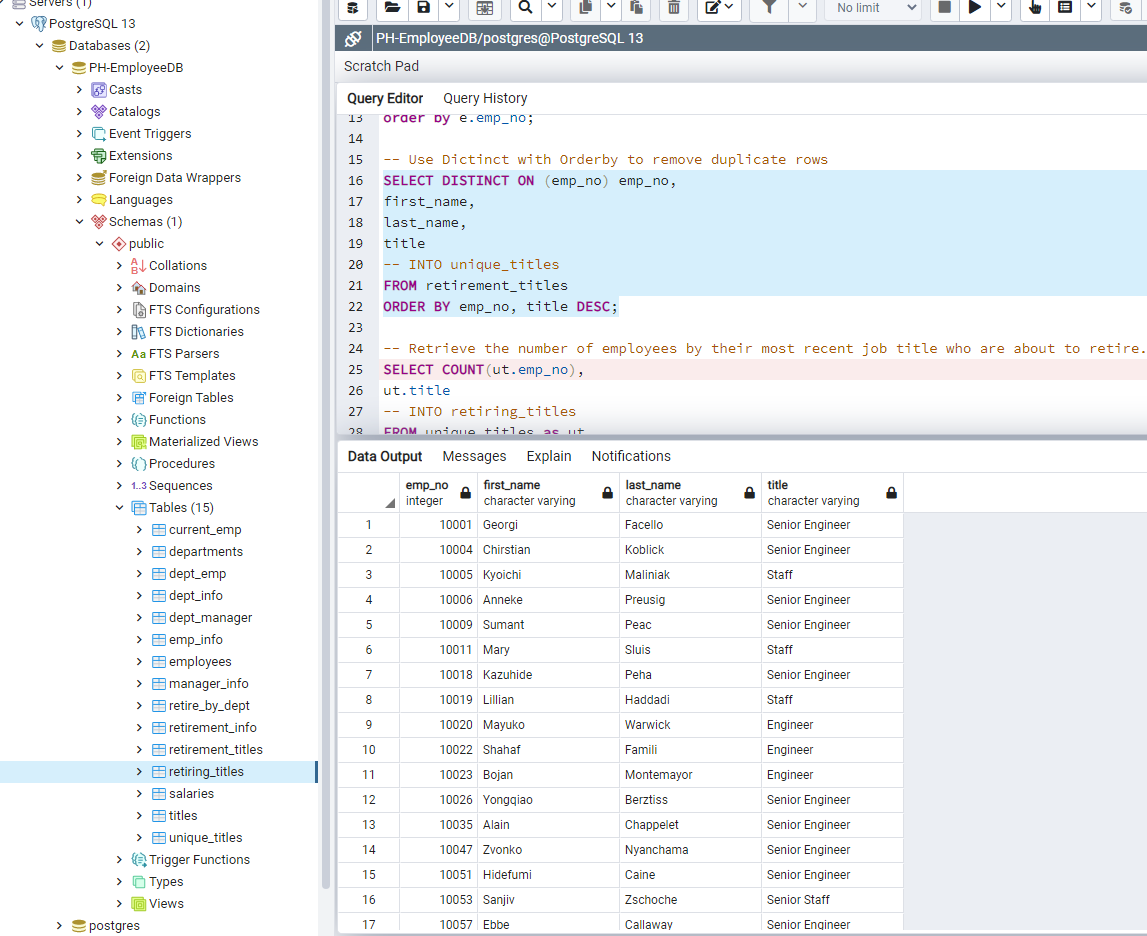 Servers (1)
PostgreSQL 13
Databases (2)
PH-EmployeeDB
Casts
Catalogs
Event Triggers
Extensions
Foreign Data Wrappers
Languages
Schemas (1)
public
Collations
Domains
FTS Configurations
FTS Dictionaries
Aa FTS Parsers
FTS Templates
Foreign Tables
Functions
Materialized Views
Procedures
1..3 Sequences
Tables (15)
current_emp
departments
dept_emp
dept_info
dept_manager
emp_info
employees
manager_info
retire_by_dept
retirement_info
retirement_titles
retiring_titles
salaries
titles
unique_titles
Trigger Functions
Types
Views
postgres
No limit
PH-EmployeeDB/postgres@PostgreSQL 13
Scratch Pad
Query Editor Query History
13 order by e.emp_no;
14
15 -- Use Dictinct with Orderby to remove duplicate rows
16 SELECT DISTINCT ON (emp_no) emp_no,
17 first_name,
18 last_name,
19 title
20 -- INTO unique_titles
21 FROM retirement_titles
22 ORDER BY emp_no, title DESC;
23
24 -- Retrieve the number of employees by their most recent job title who are about to retire.
25 SELECT COUNT(ut.emp_no),
26 ut.title
27 -- INTO retiring_titles
28 FROM unique_titles as ut
Data Output Messages Explain Notifications
emp_no first_name last_name title
integer character varying character varying character varying
1 10001 Georgi Facello Senior Engineer
2 10004 Chirstian Koblick Senior Engineer
3 10005 Kyoichi Maliniak Staff
4 10006 Anneke Preusig Senior Engineer
5 10009 Sumant Peac Senior Engineer
6 10011 Mary Sluis Staff
7 10018 Kazuhide Peha Senior Engineer
8 10019 Lillian Haddadi Staff
9 10020 Mayuko Warwick Engineer
10 10022 Shahaf Famili Engineer
11 10023 Bojan Montemayor Engineer
12 10026 Yongqiao Berztiss Senior Engineer
13 10035 Alain Chappelet Senior Engineer
14 10047 Zvonko Nyanchama Senior Engineer
15 10051 Hidefumi Caine Senior Engineer
16 10053 Sanjiv Zschoche Senior Staff
17 10057 Ebbe Callaway Senior Engineer